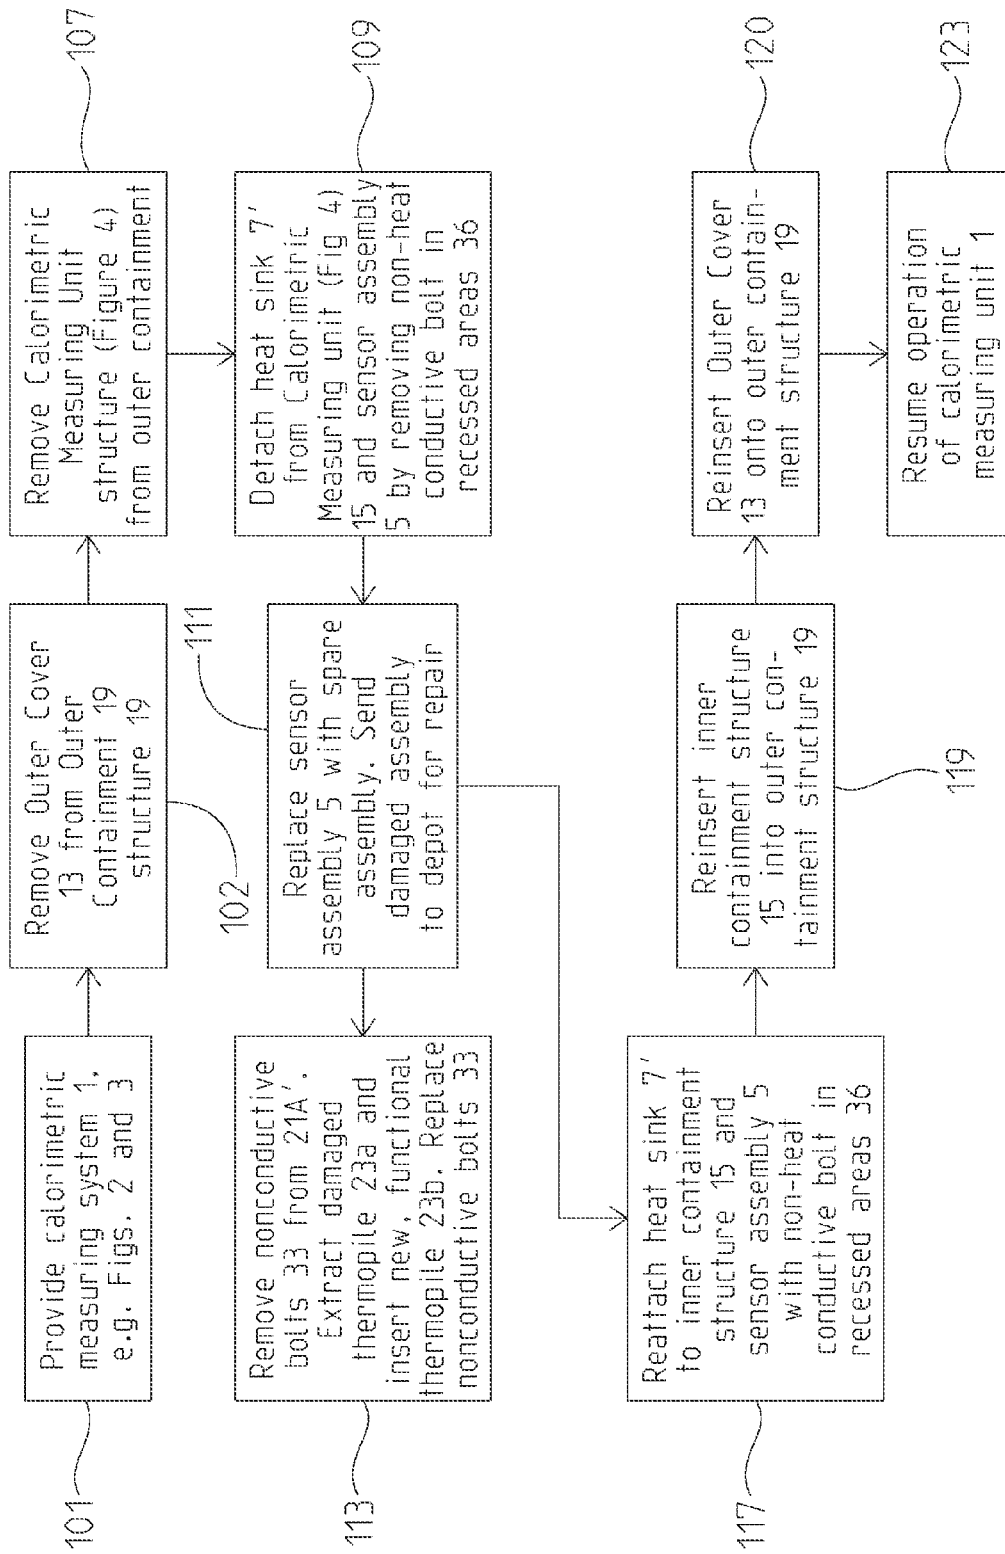 101
Provide calorimetric
measuring system 1,
e.g. Figs. 2 and 3
102
Remove Outer Cover
13 from Outer
Containment 19
structure 19
107
Remove Calorimetric
Measuring Unit
structure (Figure 4)
from outer containment
109
Detach heat sink 7'
from Calorimetric
Measuring unit (Fig 4)
15 and sensor assembly
5 by removing non-heat
conductive bolt in
recessed areas 36
111
Replace sensor
assembly 5 with spare
assembly. Send
damaged assembly
to depot for repair
113
Remove nonconductive
bolts 33 from 21A'.
Extract damaged
thermopile 23a and
insert new, functional
thermopile 23b. Replace
nonconductive bolts 33
117
Reattach heat sink 7'
to inner containment
structure 15 and
sensor assembly 5
with non-heat
conductive bolt in
recessed areas 36
119
Reinsert inner
containment structure
15 into outer con-
tainment structure 19
120
Reinsert Outer Cover
13 onto outer contain-
ment structure 19
123
Resume operation
of calorimetric
measuring unit 1